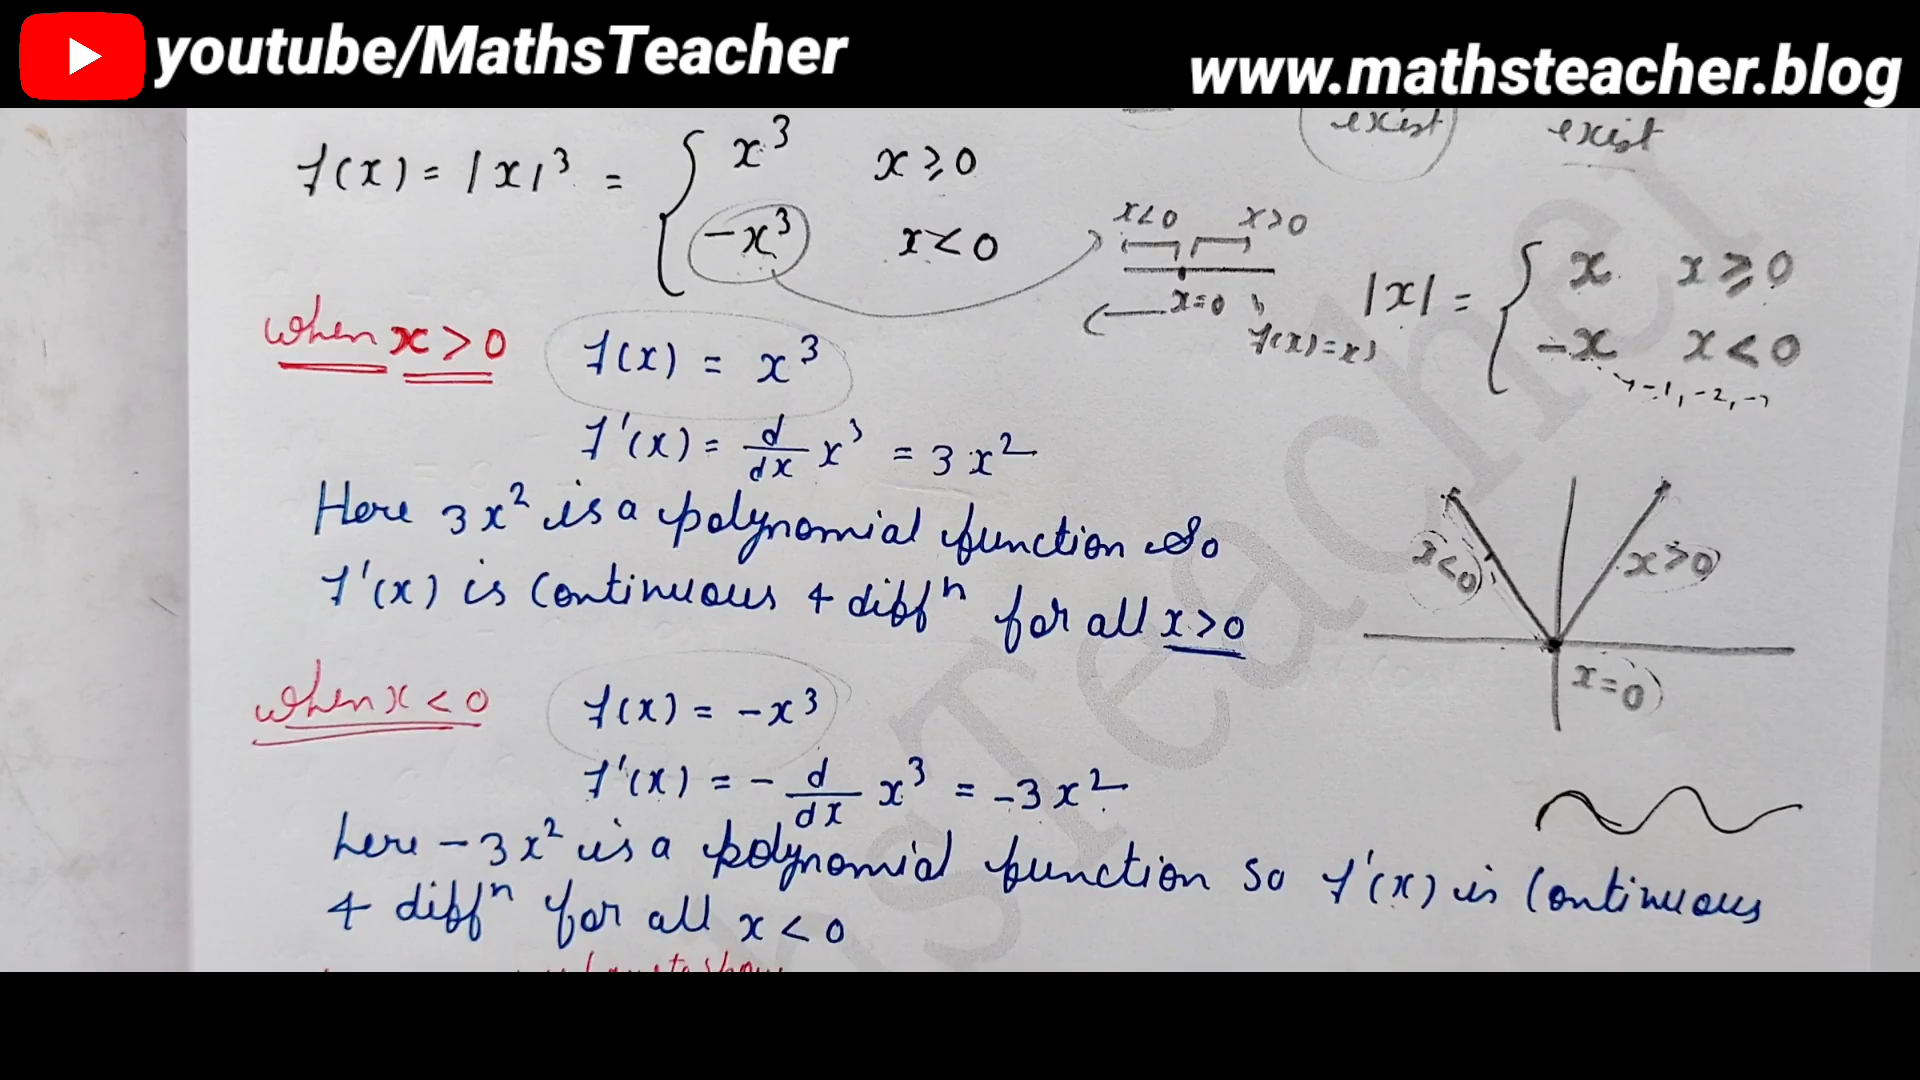 youtube/MathsTeacher
www.mathsteacher.blog
exist exist
f(x) = |x|³ = { x³ x ≥ 0
-x³ x < 0
x<0 x>0
x=0
f(x)=x³
|x| = { x x ≥ 0
-x x < 0
-1, -2, -
when x > 0 f(x) = x³
f'(x) = d/dx x³ = 3x²
Here 3x² is a polynomial function So
f'(x) is Continuous & diffⁿ for all x>0
x<0 x>0
x=0
when x < 0 f(x) = -x³
f'(x) = - d/dx x³ = -3x²
here -3x² is a polynomial function So f'(x) is Continuous
& diffⁿ for all x < 0